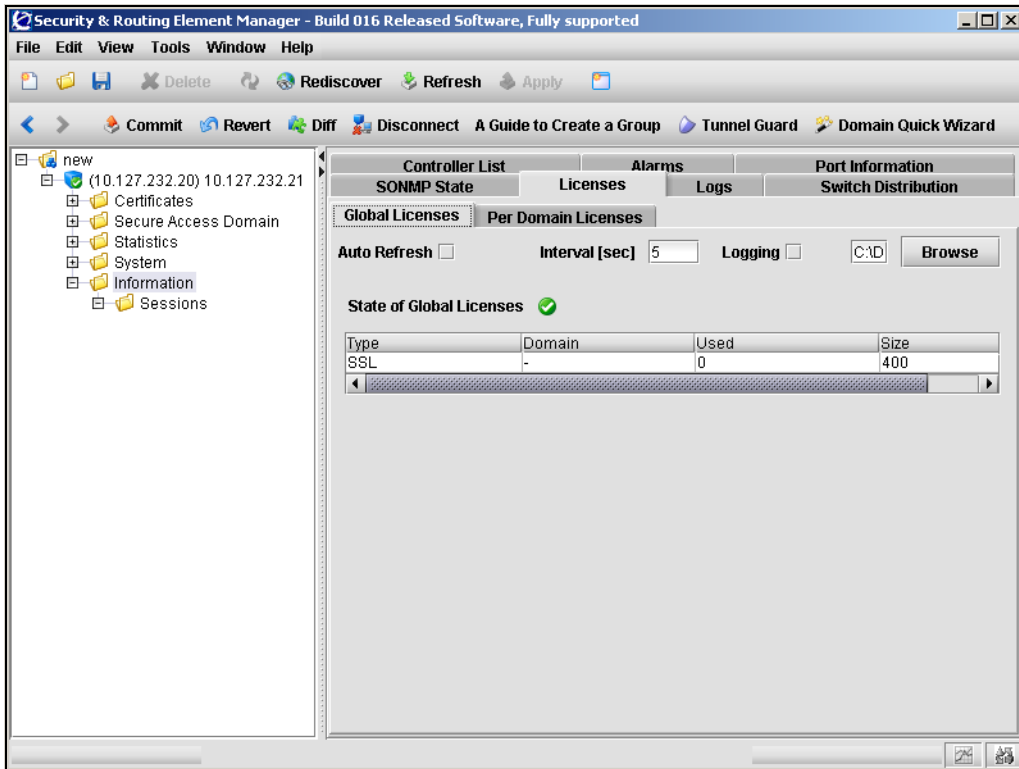 Security & Routing Element Manager - Build 016 Released Software, Fully supported
File Edit View Tools Window Help
Delete Rediscover Refresh Apply
Commit Revert Diff Disconnect A Guide to Create a Group Tunnel Guard Domain Quick Wizard
new
(10.127.232.20) 10.127.232.21
Certificates
Secure Access Domain
Statistics
System
Information
Sessions
Controller List Alarms Port Information
SONMP State Licenses Logs Switch Distribution
Global Licenses Per Domain Licenses
Auto Refresh Interval [sec] 5 Logging C:\D Browse
State of Global Licenses
Type Domain Used Size
SSL - 0 400